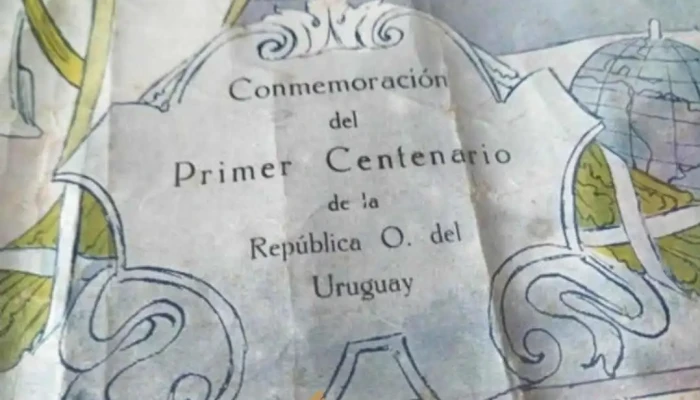 Conmemoración
del
Primer Centenario
de la
República O. del
Uruguay